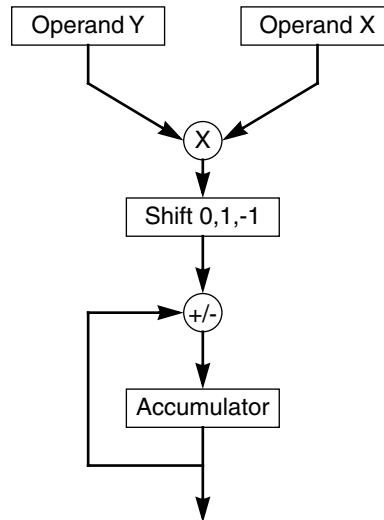 Operand Y
Operand X
X
Shift 0,1,-1
+/-
Accumulator